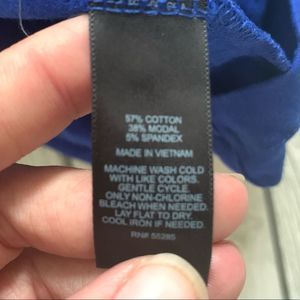 57% COTTON
38% MODAL
5% SPANDEX
MADE IN VIETNAM
MACHINE WASH COLD
WITH LIKE COLORS.
GENTLE CYCLE.
ONLY NON-CHLORINE
BLEACH WHEN NEEDED.
LAY FLAT TO DRY.
COOL IRON IF NEEDED.
RN# 55285